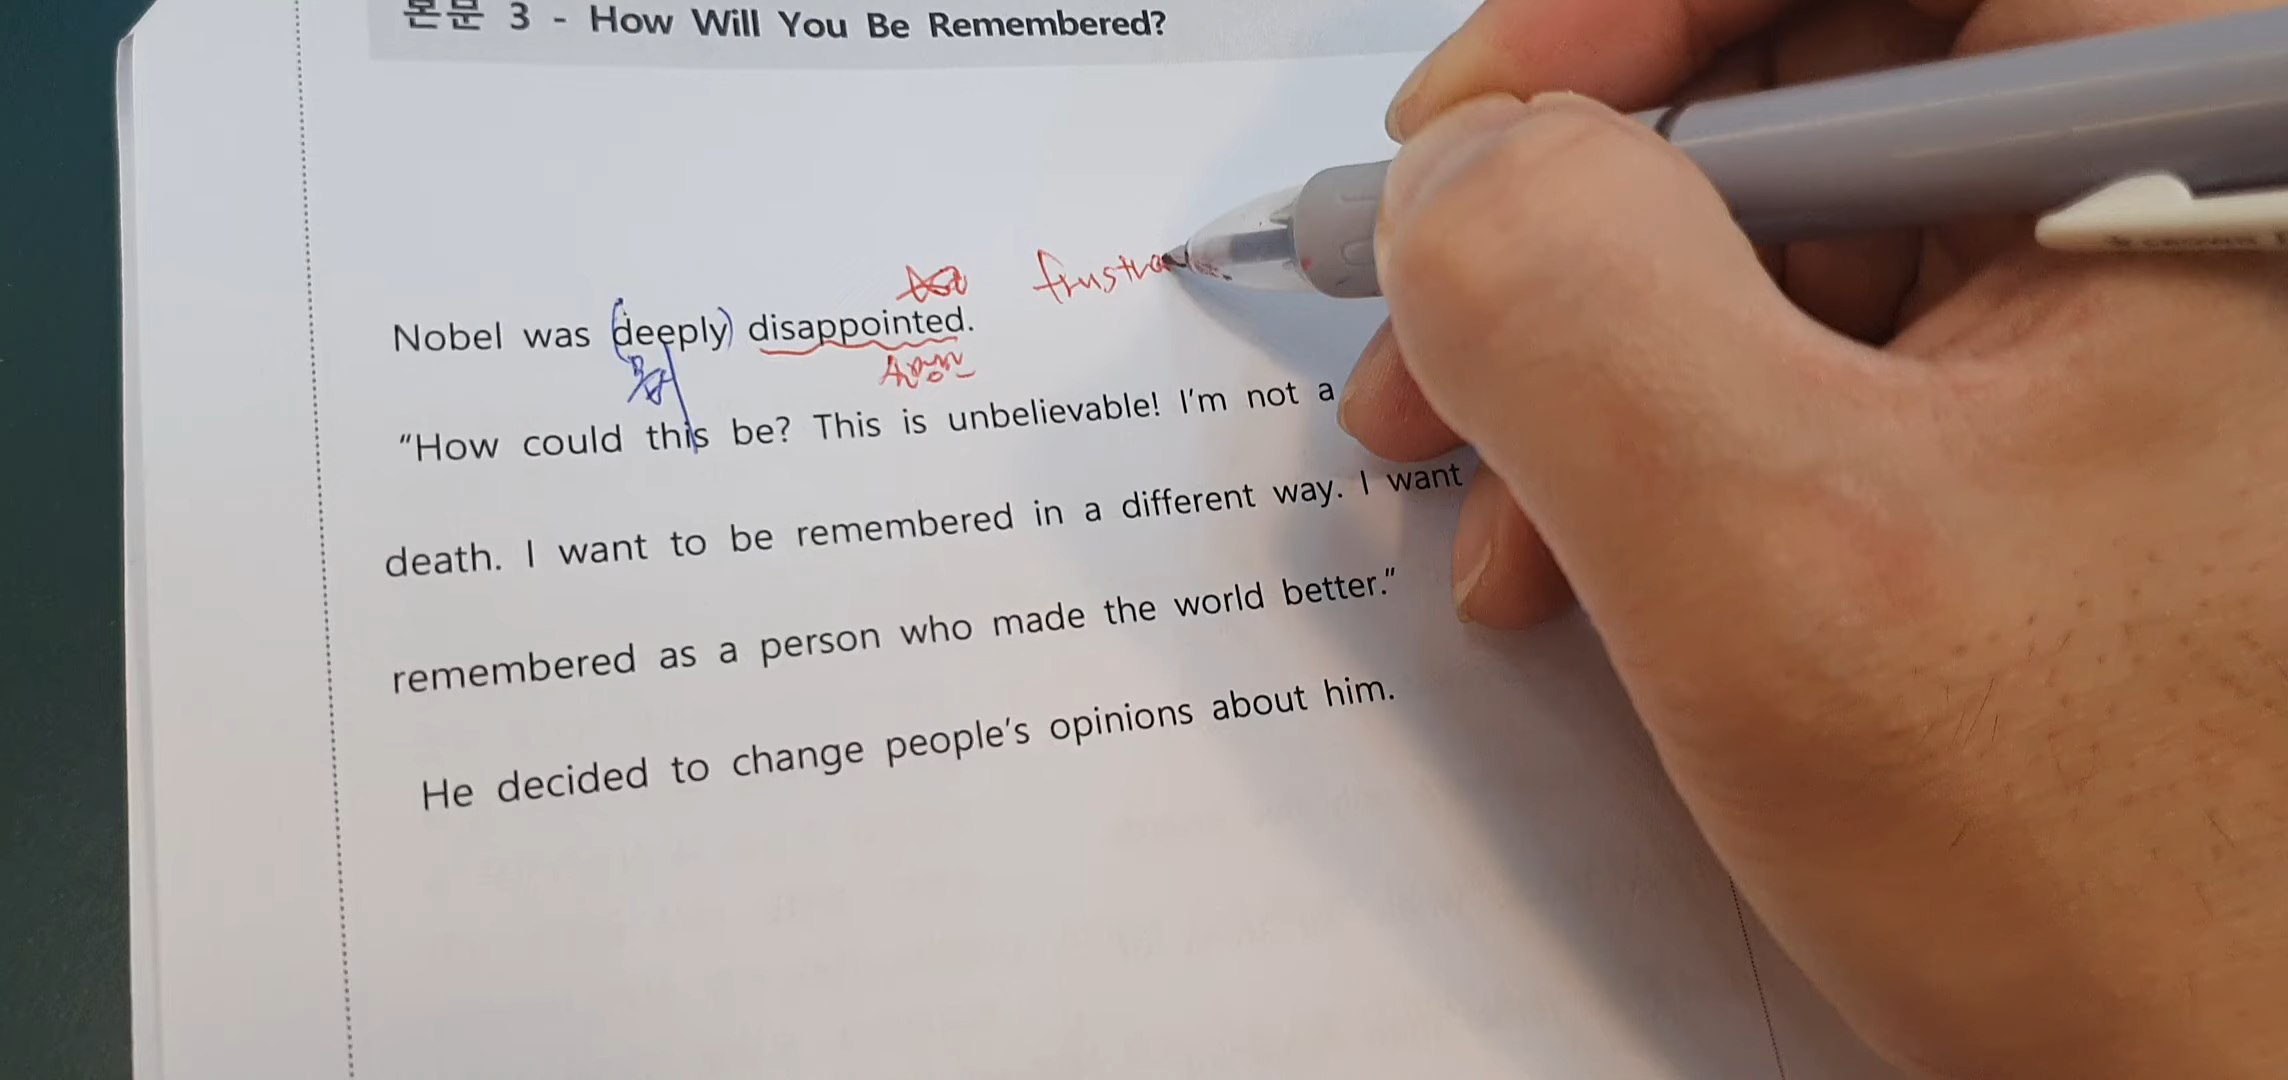 본문 3 - How Will You Be Remembered?
frustra
Nobel was (deeply) disappointed.
"How could this be? This is unbelievable! I'm not a
death. I want to be remembered in a different way. I want
remembered as a person who made the world better."
He decided to change people's opinions about him.